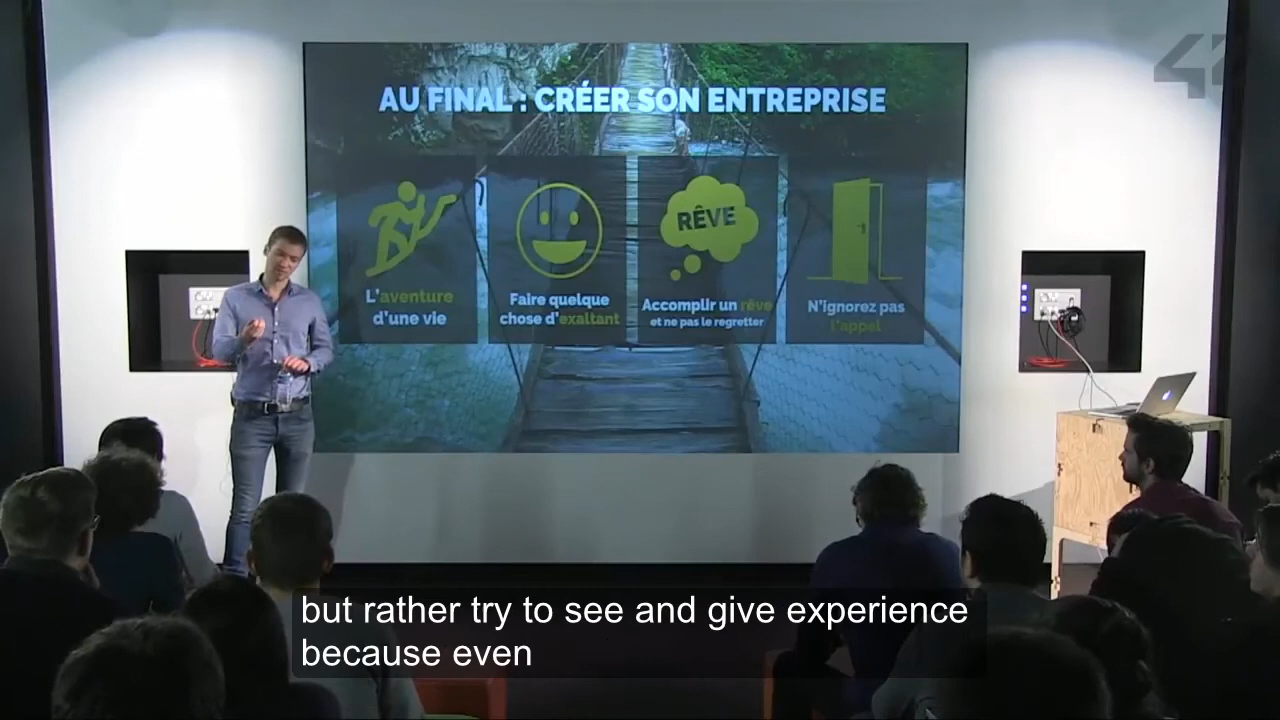 42
AU FINAL : CRÉER SON ENTREPRISE
RÊVE
L'aventure
d'une vie
Faire quelque
chose d'exaltant
Accomplir un rêve
et ne pas le regretter
N'ignorez pas
l'appel
but rather try to see and give experience
because even